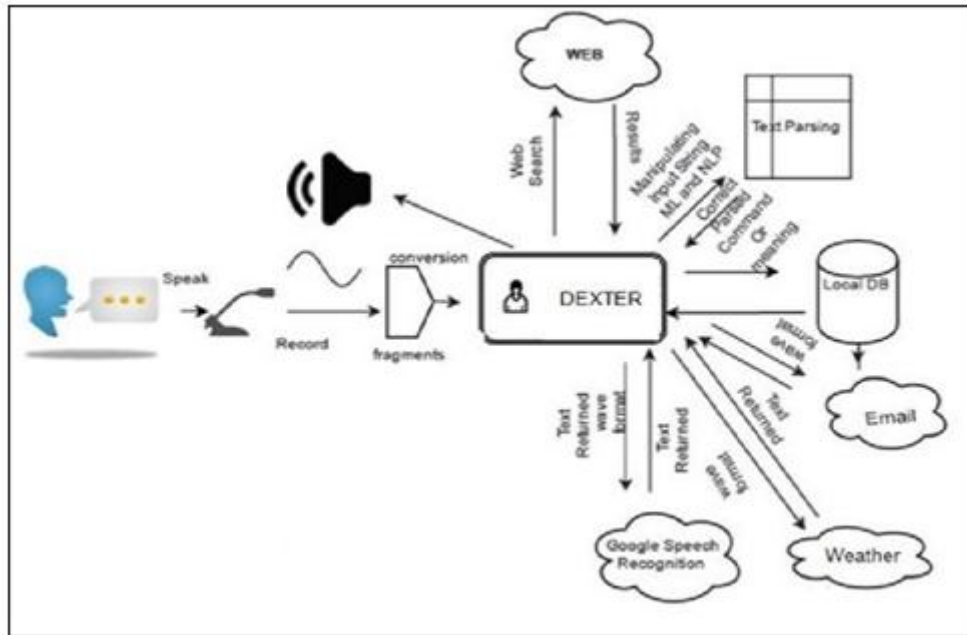 WEB
Web
Search
Results
Manipulating
Input String
ML and NLP
Correct
Parsed
Command
Or
meaning
Text Parsing
Speak
Record
conversion
fragments
DEXTER
Local DB
wave
format
Text
Returned
Email
Text
Returned
wave
format
Text
Returned
wave
format
Google Speech
Recognition
Weather